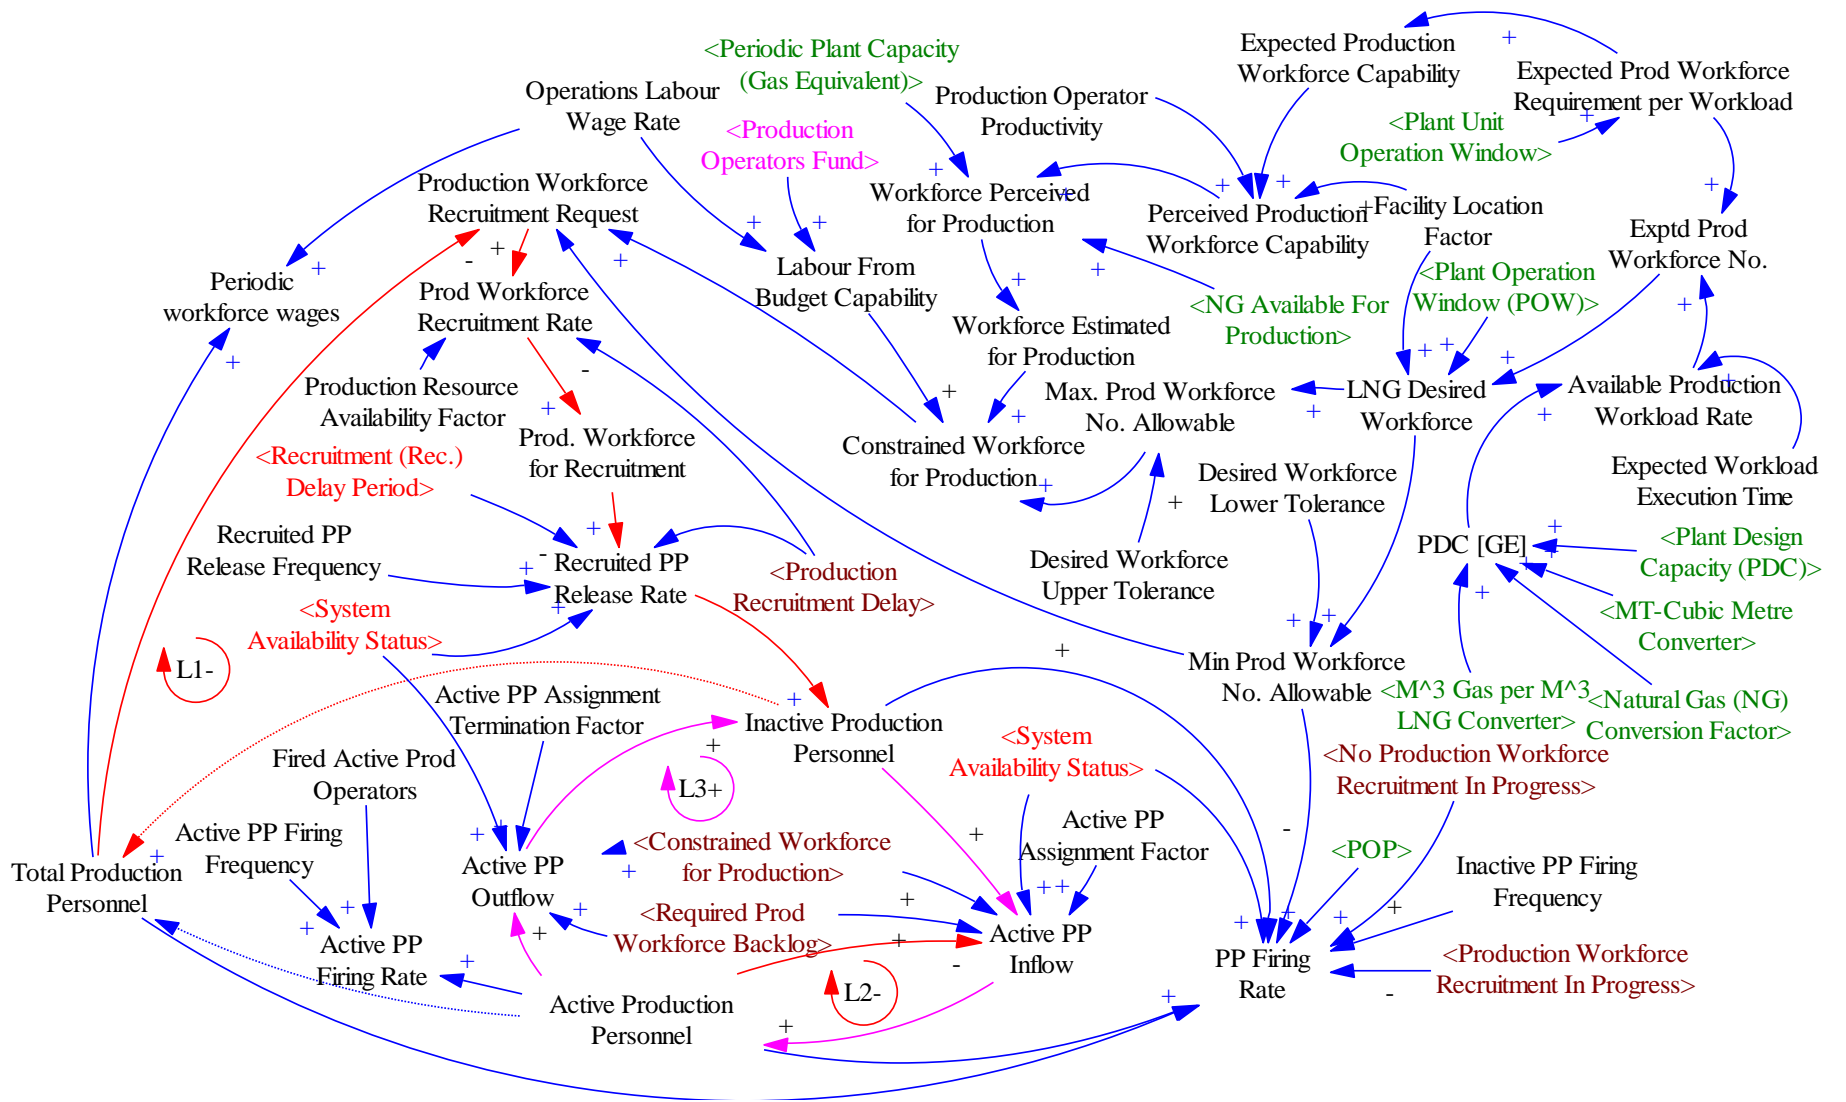 Expected Production
Workforce Capability
<Periodic Plant Capacity
(Gas Equivalent)>
Expected Prod Workforce
Requirement per Workload
Operations Labour
Wage Rate
Production Operator
Productivity
<Production
Operators Fund>
<Plant Unit
Operation Window>
Production Workforce
Recruitment Request
Workforce Perceived
for Production
Perceived Production
Workforce Capability
Facility Location
Factor
Exptd Prod
Workforce No.
Periodic
workforce wages
Labour From
Budget Capability
<Plant Operation
Window (POW)>
Prod Workforce
Recruitment Rate
<NG Available For
Production>
Workforce Estimated
for Production
Production Resource
Availability Factor
Max. Prod Workforce
No. Allowable
LNG Desired
Workforce
Available Production
Workload Rate
Prod. Workforce
for Recruitment
Constrained Workforce
for Production
<Recruitment (Rec.)
Delay Period>
Desired Workforce
Lower Tolerance
Expected Workload
Execution Time
Recruited PP
Release Frequency
Recruited PP
Release Rate
<Production
Recruitment Delay>
Desired Workforce
Upper Tolerance
PDC [GE]
<Plant Design
Capacity (PDC)>
<System
Availability Status>
<MT-Cubic Metre
Converter>
L1-
Min Prod Workforce
No. Allowable
<M^3 Gas per M^3
LNG Converter>
<Natural Gas (NG)
Conversion Factor>
Active PP Assignment
Termination Factor
Inactive Production
Personnel
<System
Availability Status>
<No Production Workforce
Recruitment In Progress>
Fired Active Prod
Operators
L3+
Active PP Firing
Frequency
<Constrained Workforce
for Production>
Active PP
Assignment Factor
<POP>
Total Production
Personnel
Active PP
Outflow
Inactive PP Firing
Frequency
<Required Prod
Workforce Backlog>
Active PP
Firing Rate
Active PP
Inflow
PP Firing
Rate
<Production Workforce
Recruitment In Progress>
L2-
Active Production
Personnel